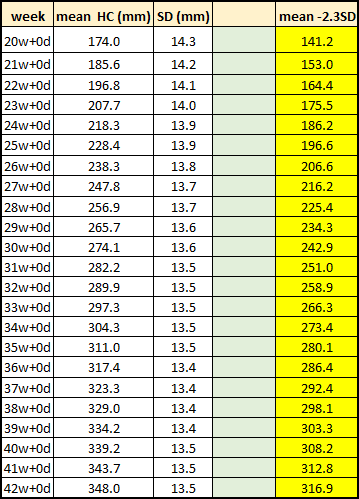 week mean HC (mm) SD (mm) mean -2.3SD
20w+0d 174.0 14.3 141.2
21w+0d 185.6 14.2 153.0
22w+0d 196.8 14.1 164.4
23w+0d 207.7 14.0 175.5
24w+0d 218.3 13.9 186.2
25w+0d 228.4 13.9 196.6
26w+0d 238.3 13.8 206.6
27w+0d 247.8 13.7 216.2
28w+0d 256.9 13.7 225.4
29w+0d 265.7 13.6 234.3
30w+0d 274.1 13.6 242.9
31w+0d 282.2 13.5 251.0
32w+0d 289.9 13.5 258.9
33w+0d 297.3 13.5 266.3
34w+0d 304.3 13.5 273.4
35w+0d 311.0 13.5 280.1
36w+0d 317.4 13.4 286.4
37w+0d 323.3 13.4 292.4
38w+0d 329.0 13.4 298.1
39w+0d 334.2 13.4 303.3
40w+0d 339.2 13.5 308.2
41w+0d 343.7 13.5 312.8
42w+0d 348.0 13.5 316.9